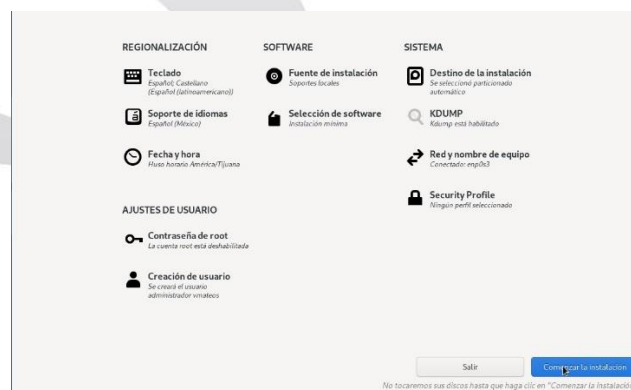 REGIONALIZACIÓN
Teclado
Español; Castellano
(Español (latinoamericano))
Soporte de idiomas
Español (México)
Fecha y hora
Huso horario América/Tijuana
AJUSTES DE USUARIO
Contraseña de root
La cuenta root está deshabilitada
Creación de usuario
Se creará el usuario
administrador vmateos
SOFTWARE
Fuente de instalación
Soportes locales
Selección de software
Instalación mínima
SISTEMA
Destino de la instalación
Se seleccionó particionado
automático
KDUMP
Kdump está habilitado
Red y nombre de equipo
Conectado: enp0s3
Security Profile
Ningún perfil seleccionado
Salir
Comenzar la instalación
No tocaremos sus discos hasta que haga clic en "Comenzar la instalació